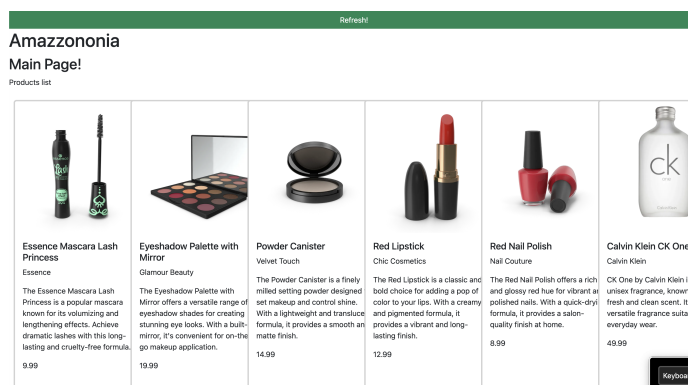 Refresh!
Amazzononia
Main Page!
Products list
ck
Essence Mascara Lash
Princess
Essence
The Essence Mascara Lash
Princess is a popular mascara
known for its volumizing and
lengthening effects. Achieve
dramatic lashes with this long-
lasting and cruelty-free formula.
9.99
Eyeshadow Palette with
Mirror
Glamour Beauty
The Eyeshadow Palette with
Mirror offers a versatile range of
eyeshadow shades for creating
stunning eye looks. With a built-
mirror, it's convenient for on-the
go makeup application.
19.99
Powder Canister
Velvet Touch
The Powder Canister is a finely
milled setting powder designed
set makeup and control shine.
With a lightweight and transluce
formula, it provides a smooth an
matte finish.
14.99
Red Lipstick
Chic Cosmetics
The Red Lipstick is a classic and
bold choice for adding a pop of
color to your lips. With a creamy
and pigmented formula, it
provides a vibrant and long-
lasting finish.
12.99
Red Nail Polish
Nail Couture
The Red Nail Polish offers a rich
and glossy red hue for vibrant an
polished nails. With a quick-dryi
formula, it provides a salon-
quality finish at home.
8.99
Calvin Klein CK One
Calvin Klein
CK One by Calvin Klein i
unisex fragrance, known
fresh and clean scent. It
versatile fragrance suita
everyday wear.
49.99
Keyboa